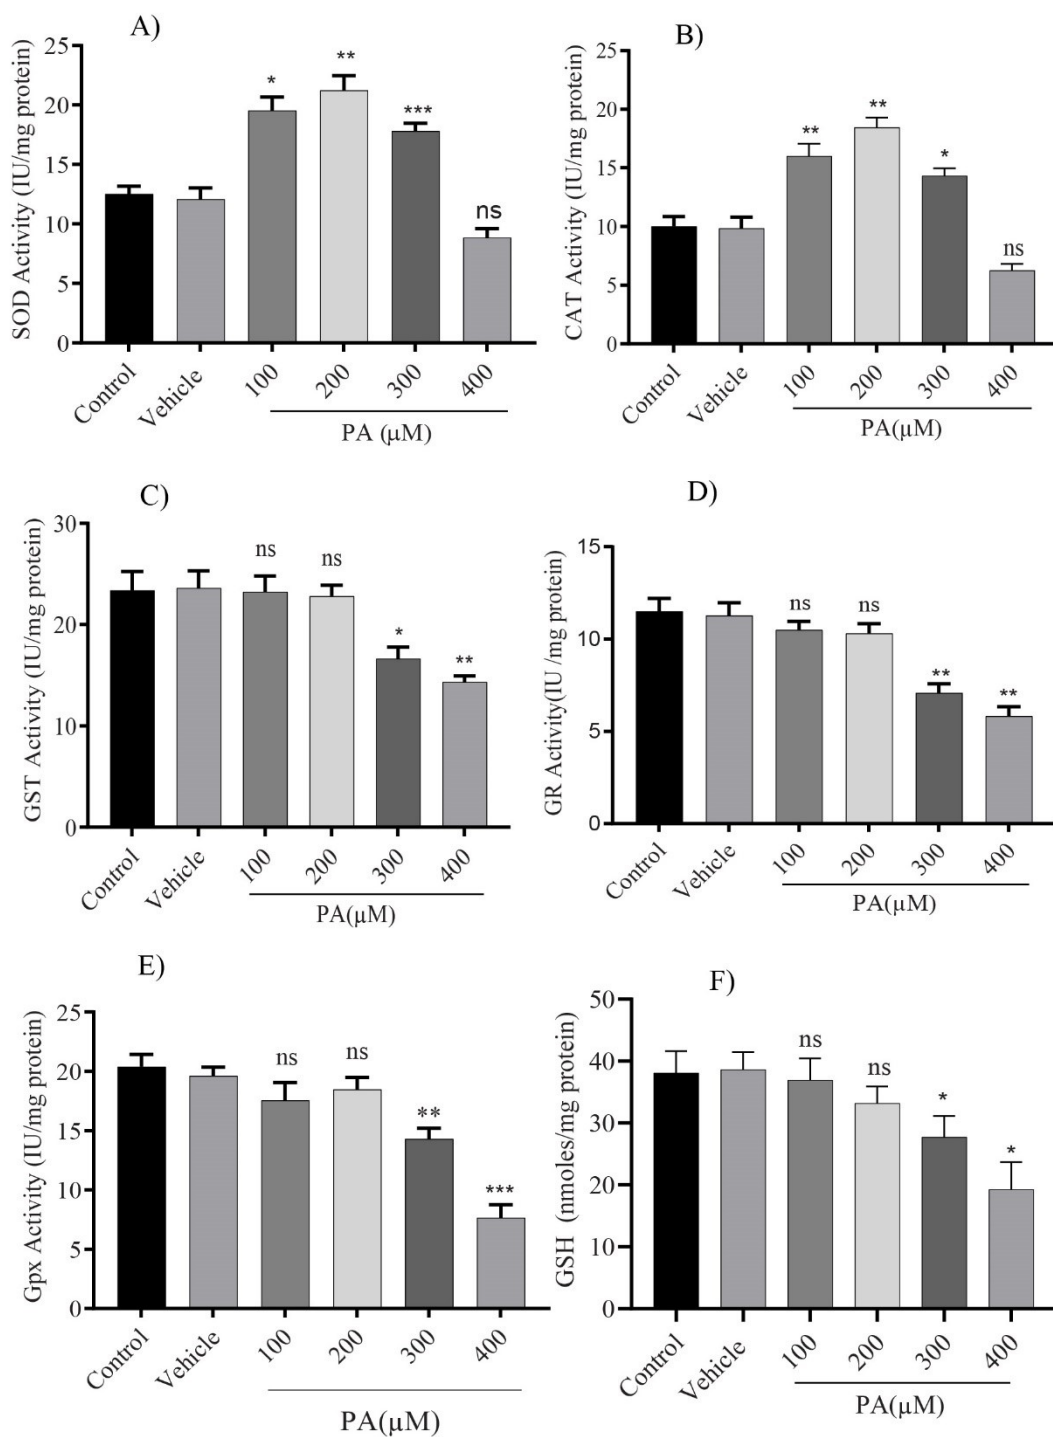 A)
SOD Activity (IU/mg protein)
25
20
15
10
5
0
*
**
***
ns
Control
Vehicle
100
200
300
400
PA (μM)
B)
CAT Activity (IU/mg protein)
25
20
15
10
5
0
**
**
*
ns
Control
Vehicle
100
200
300
400
PA(μM)
C)
GST Activity (IU/mg protein)
30
20
10
0
ns
ns
*
**
Control
Vehicle
100
200
300
400
PA(μM)
D)
GR Activity(IU /mg protein)
15
10
5
0
ns
ns
**
**
Control
Vehicle
100
200
300
400
PA(μM)
E)
Gpx Activity (IU/mg protein)
25
20
15
10
5
0
ns
ns
**
***
Control
Vehicle
100
200
300
400
PA(μM)
F)
GSH (nmoles/mg protein)
50
40
30
20
10
0
ns
ns
*
*
Control
Vehicle
100
200
300
400
PA(μM)